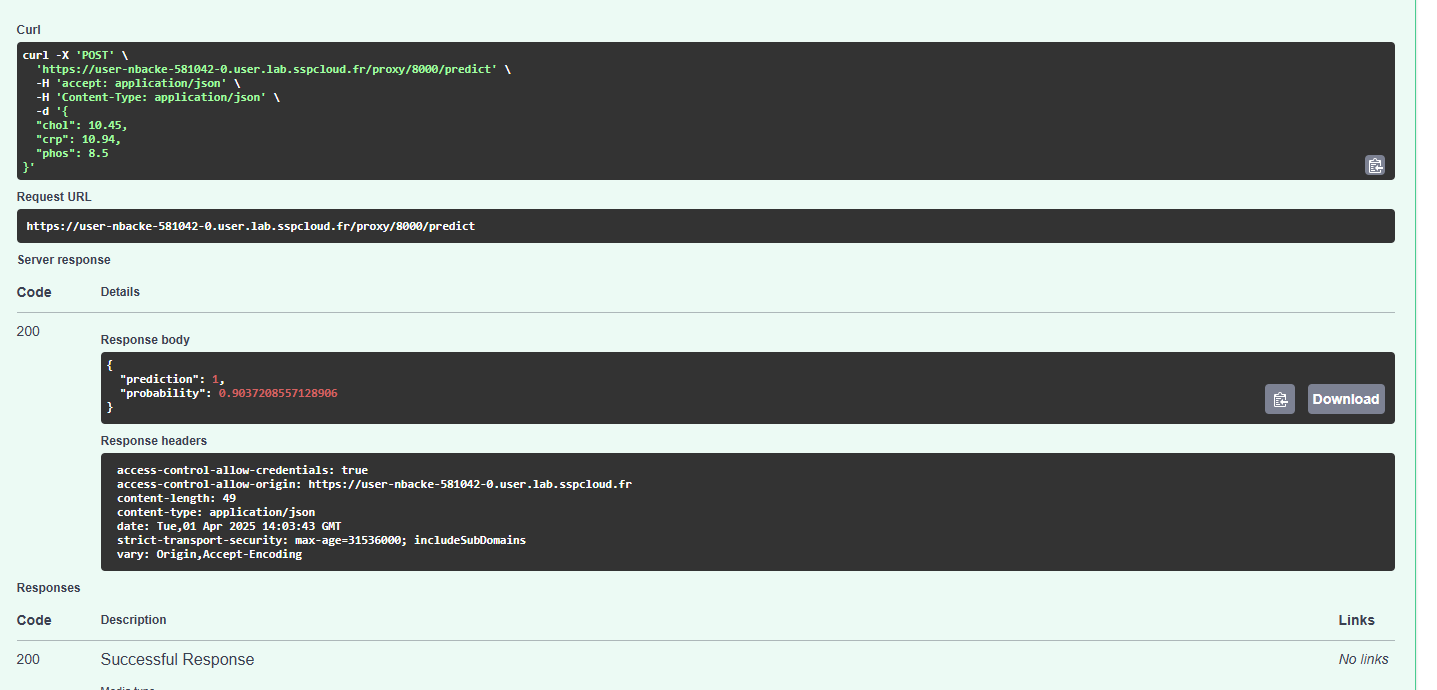 Curl
curl -X 'POST' \
'https://user-nbacke-581042-0.user.lab.sspcloud.fr/proxy/8000/predict' \
-H 'accept: application/json' \
-H 'Content-Type: application/json' \
-d '{
"chol": 10.45,
"crp": 10.94,
"phos": 8.5
}'
Request URL
https://user-nbacke-581042-0.user.lab.sspcloud.fr/proxy/8000/predict
Server response
Code Details
200
Response body
{
"prediction": 1,
"probability": 0.9037208557128906
}
Download
Response headers
access-control-allow-credentials: true
access-control-allow-origin: https://user-nbacke-581042-0.user.lab.sspcloud.fr
content-length: 49
content-type: application/json
date: Tue,01 Apr 2025 14:03:43 GMT
strict-transport-security: max-age=31536000; includeSubDomains
vary: Origin,Accept-Encoding
Responses
Code Description Links
200 Successful Response No links
Media type